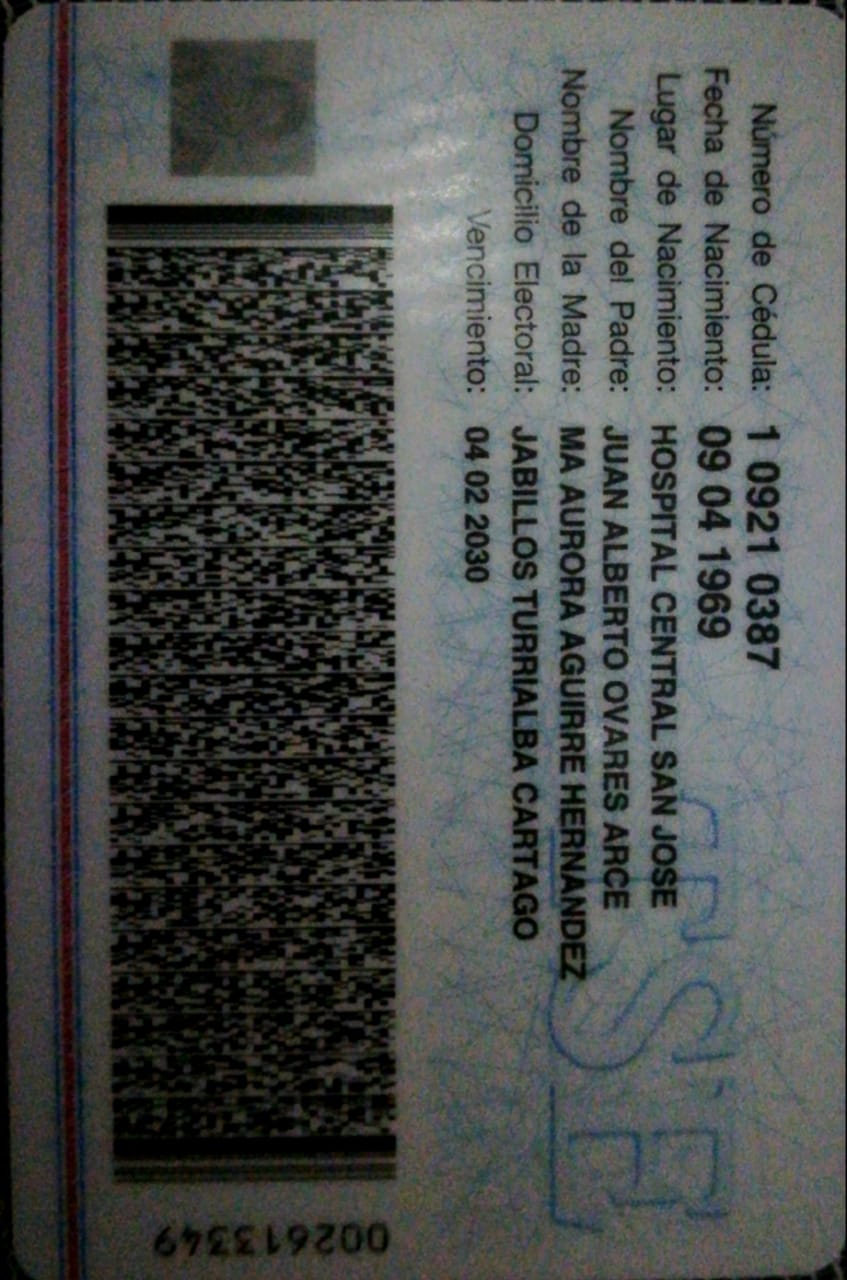 Número de Cédula: 1 0921 0387
Fecha de Nacimiento: 09 04 1969
Lugar de Nacimiento: HOSPITAL CENTRAL SAN JOSE
Nombre del Padre: JUAN ALBERTO OVARES ARCE
Nombre de la Madre: MA AURORA AGUIRRE HERNANDEZ
Domicilio Electoral: JABILLOS TURRIALBA CARTAGO
Vencimiento: 04 02 2030
TSE
002613349